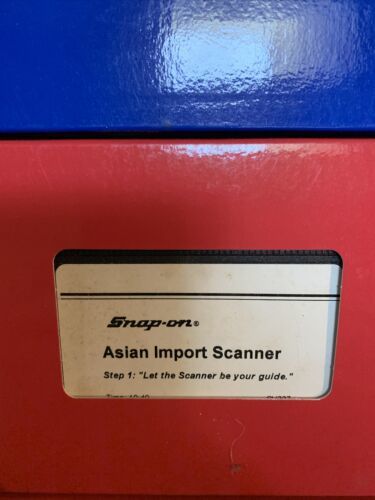 Snap-on®
Asian Import Scanner
Step 1: "Let the Scanner be your guide."